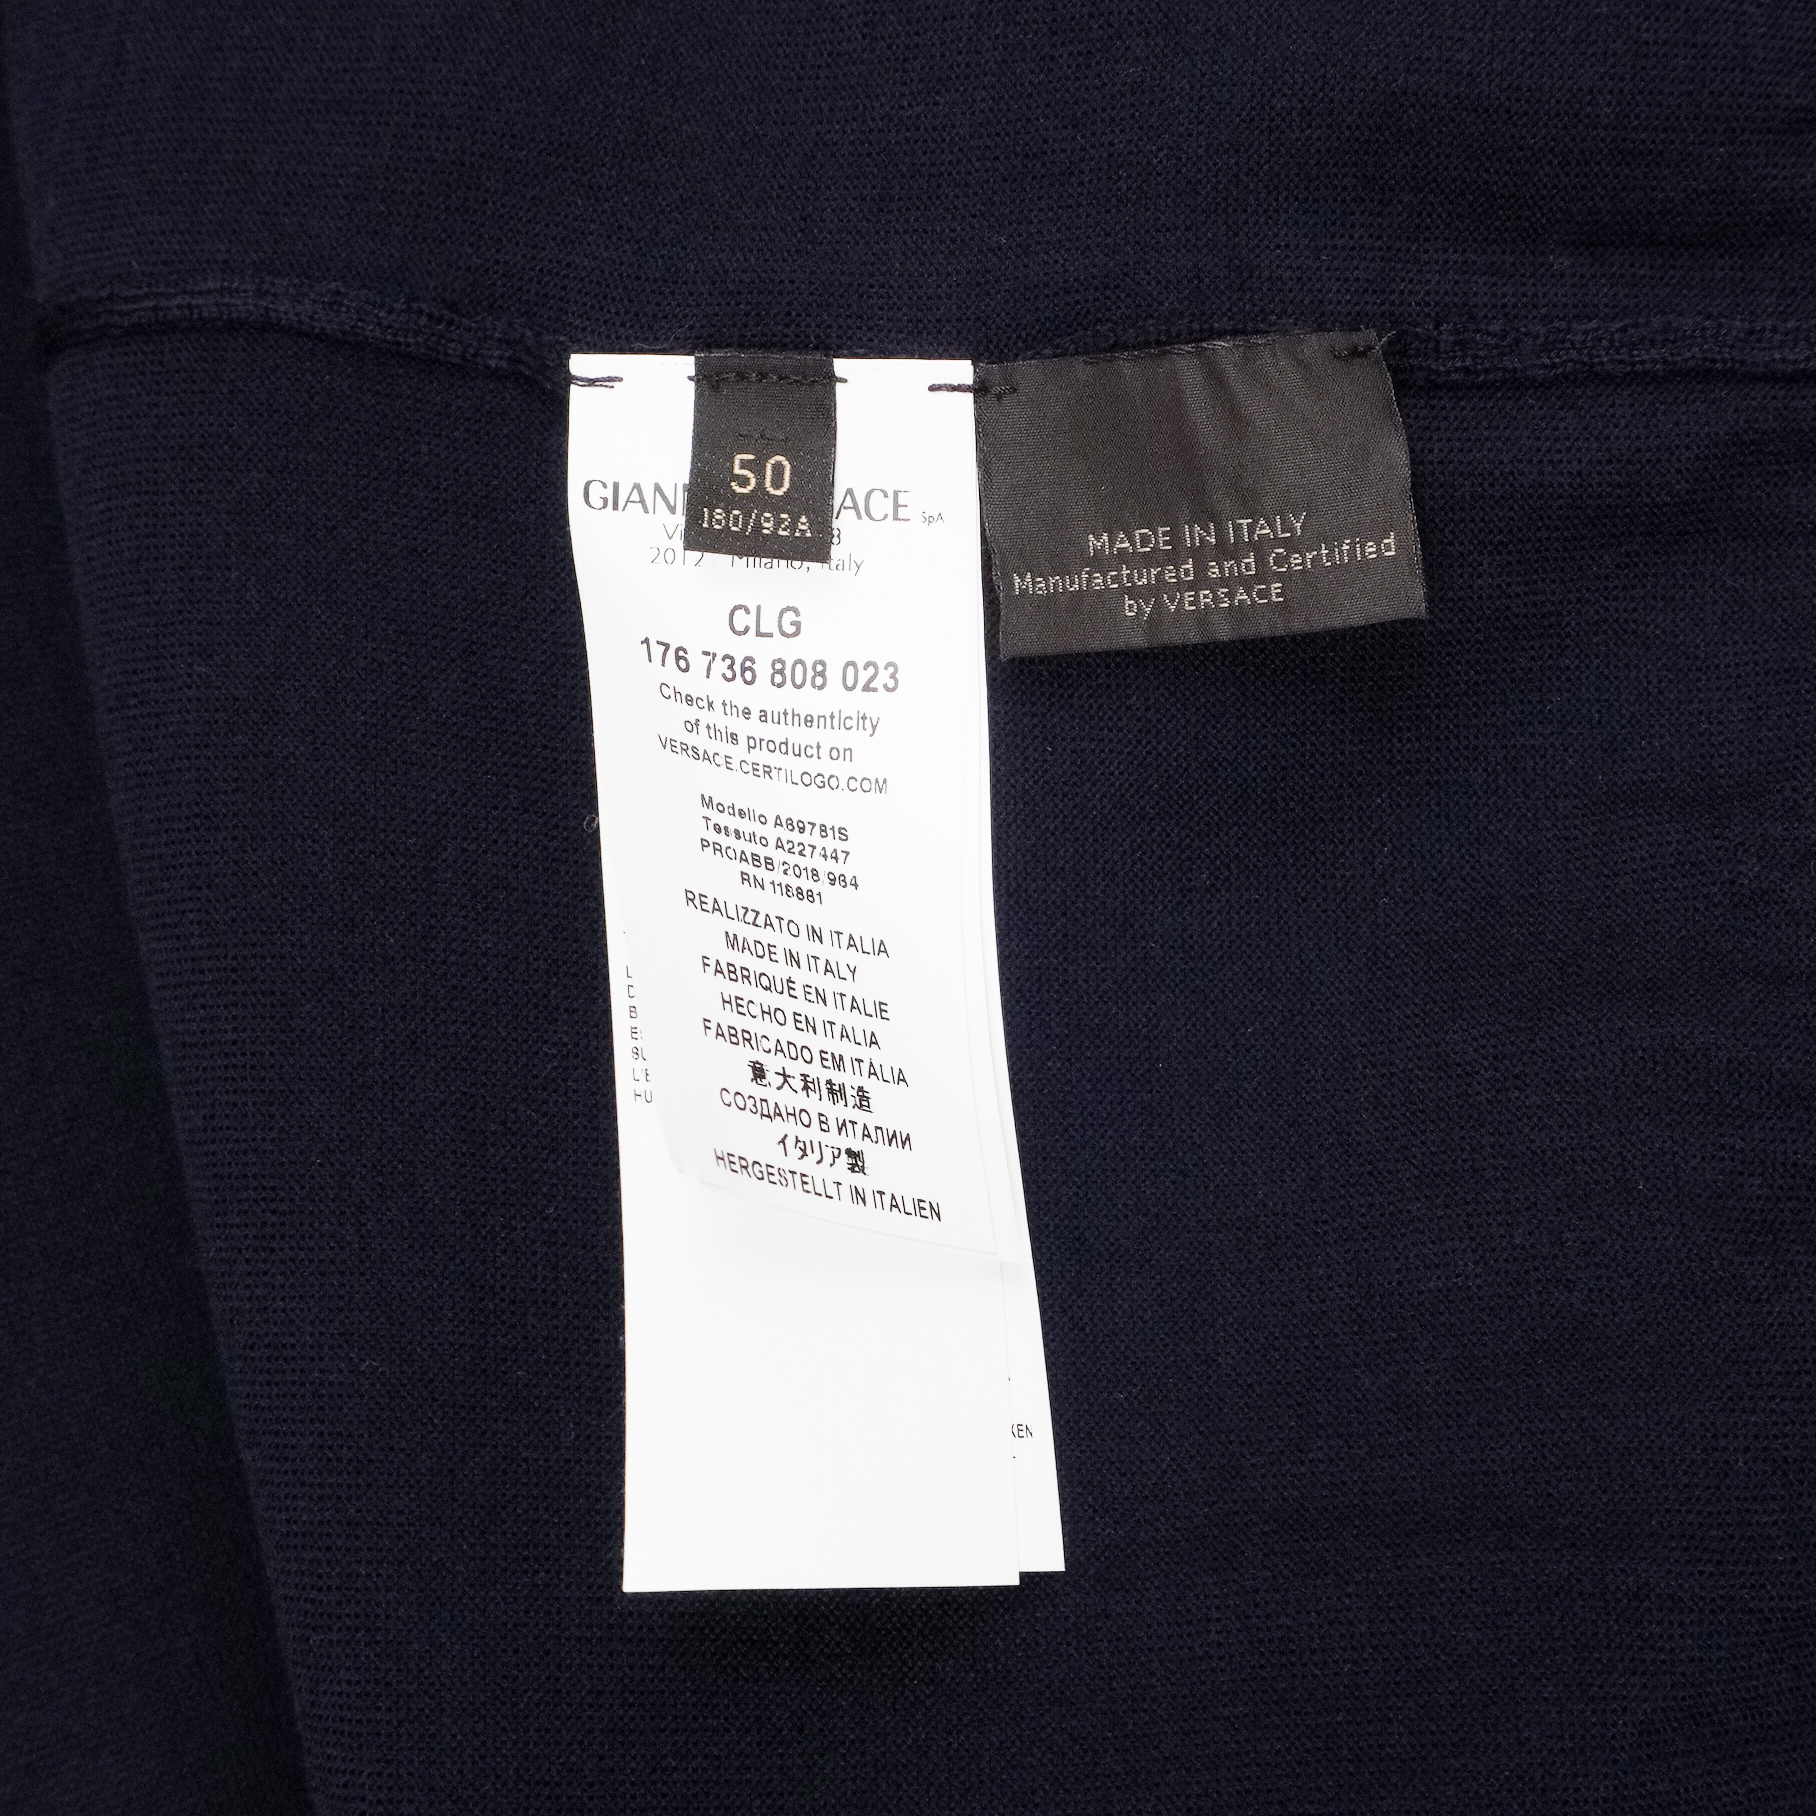 50
180/92A
SpA
2012 Milano, Italy
CLG
176 736 808 023
Check the authenticity
of this product on
VERSACE.CERTILOGO.COM
Modello A69781S
Tessuto A227447
PROABB/2018/964
RN 116881
REALIZZATO IN ITALIA
MADE IN ITALY
FABRIQUÉ EN ITALIE
HECHO EN ITALIA
FABRICADO EM ITÁLIA
意大利制造
СОЗДАНО В ИТАЛИИ
イタリア製
HERGESTELLT IN ITALIEN
MADE IN ITALY
Manufactured and Certified
by VERSACE